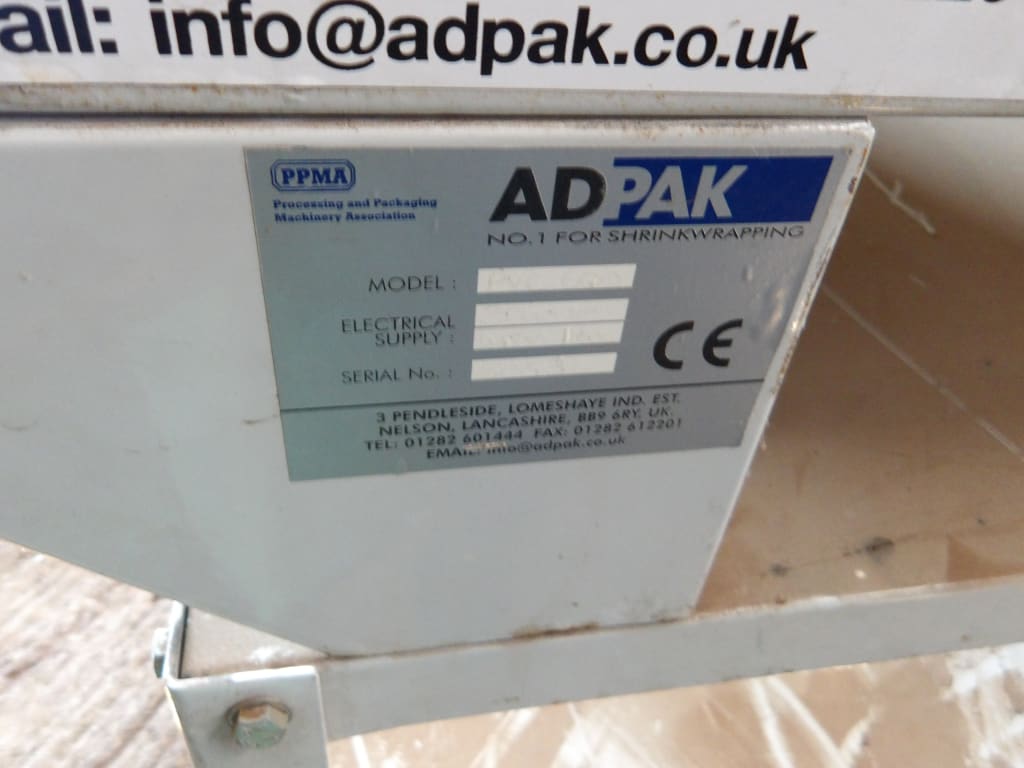 ail: info@adpak.co.uk
PPMA
Processing and Packaging
Machinery Association
ADPAK
NO.1 FOR SHRINKWRAPPING
MODEL :
ELECTRICAL
SUPPLY :
SERIAL No. :
CE
3 PENDLESIDE, LOMESHAYE IND. EST.
NELSON, LANCASHIRE, BB9 6RY. UK.
TEL: 01282 601444 FAX: 01282 612201
EMAIL: info@adpak.co.uk